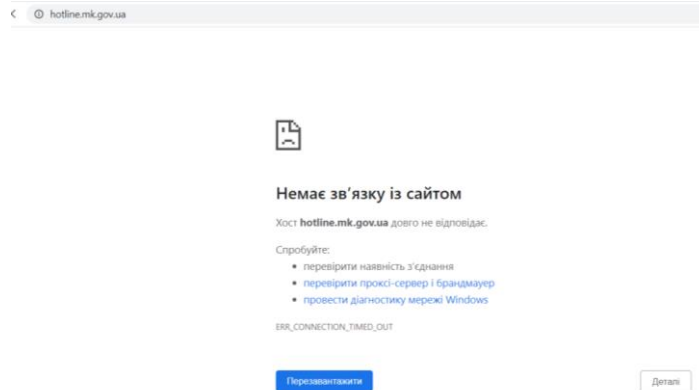 hotline.mk.gov.ua
Немає зв’язку із сайтом
Хост hotline.mk.gov.ua довго не відповідає.
Спробуйте:
перевірити наявність з’єднання
перевірити проксі-сервер і брандмауер
провести діагностику мережі Windows
ERR_CONNECTION_TIMED_OUT
Перезавантажити
Деталі